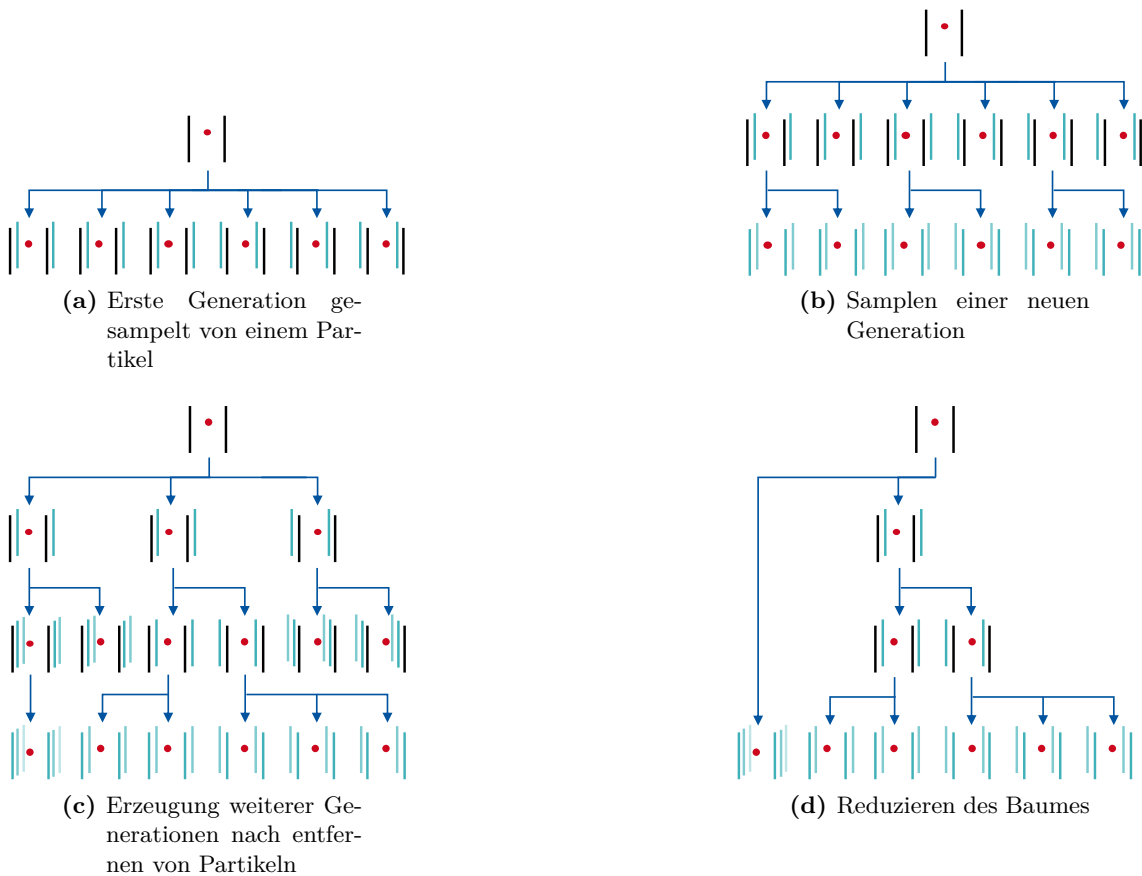 (a) Erste Generation ge-
sampelt von einem Par-
tikel
(b) Samplen einer neuen
Generation
(c) Erzeugung weiterer Ge-
nerationen nach entfer-
nen von Partikeln
(d) Reduzieren des Baumes